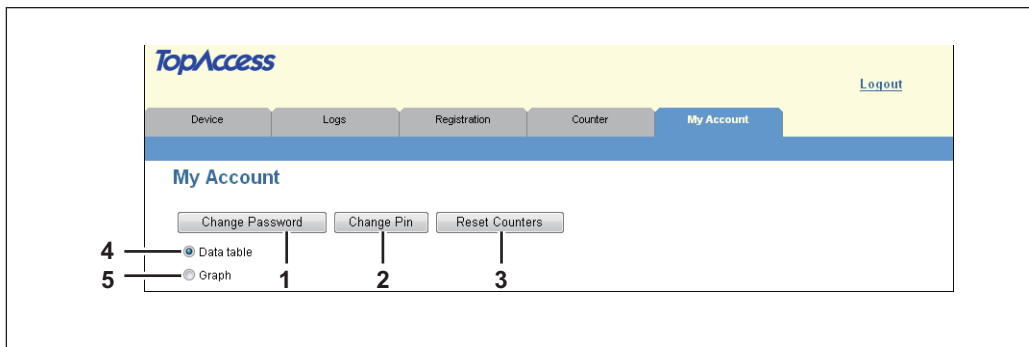 TopAccess
Logout
Device Logs Registration Counter My Account
My Account
Change Password Change Pin Reset Counters
4 Data table
5 Graph 1 2 3